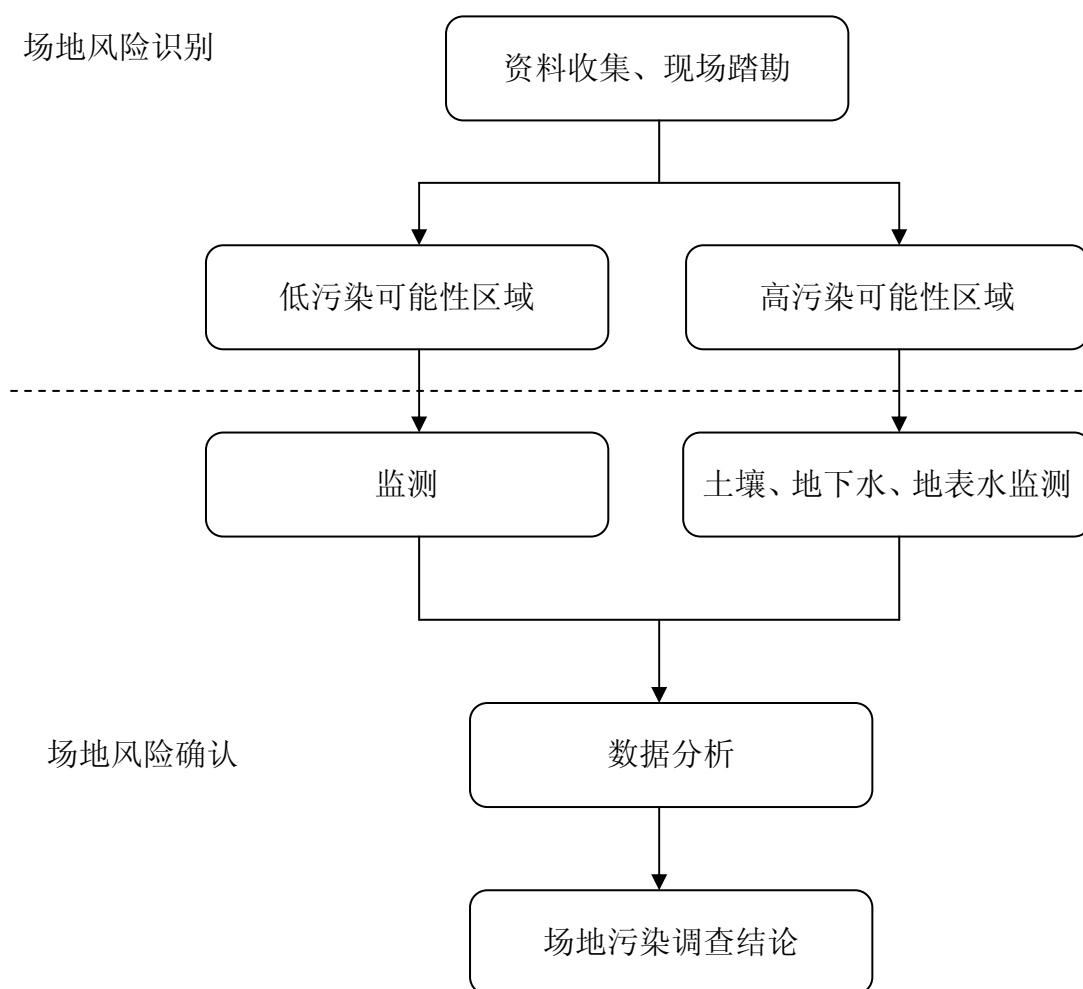 场地风险识别
资料收集、现场踏勘
低污染可能性区域
高污染可能性区域
监测
土壤、地下水、地表水监测
场地风险确认
数据分析
场地污染调查结论